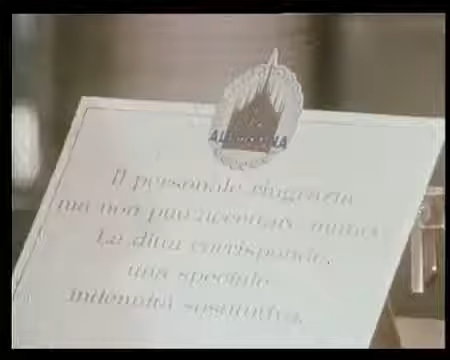 Il personale ringrazia
ma non può accettare mance.
La ditta corrisponde
una speciale
indennità sostitutiva.